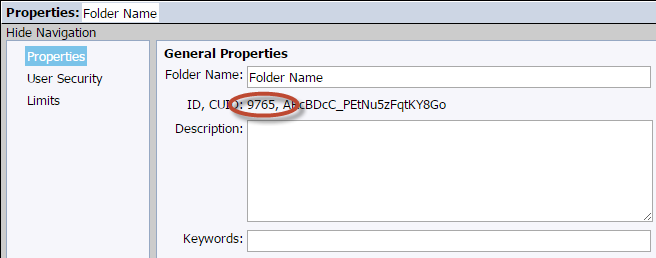 Properties: Folder Name
Hide Navigation
Properties
User Security
Limits
General Properties
Folder Name: Folder Name
ID, CUID: 9765, AHcBDcC_PEtNu5zFqtKY8Go
Description:
Keywords: